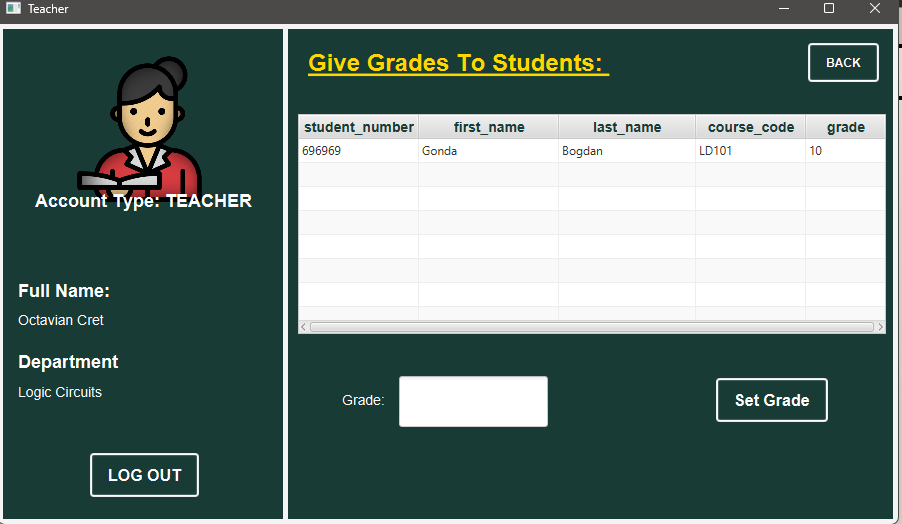 Teacher
Account Type: TEACHER
Full Name:
Octavian Cret
Department
Logic Circuits
LOG OUT
Give Grades To Students:
BACK
student_number first_name last_name course_code grade
696969 Gonda Bogdan LD101 10
Grade:
Set Grade